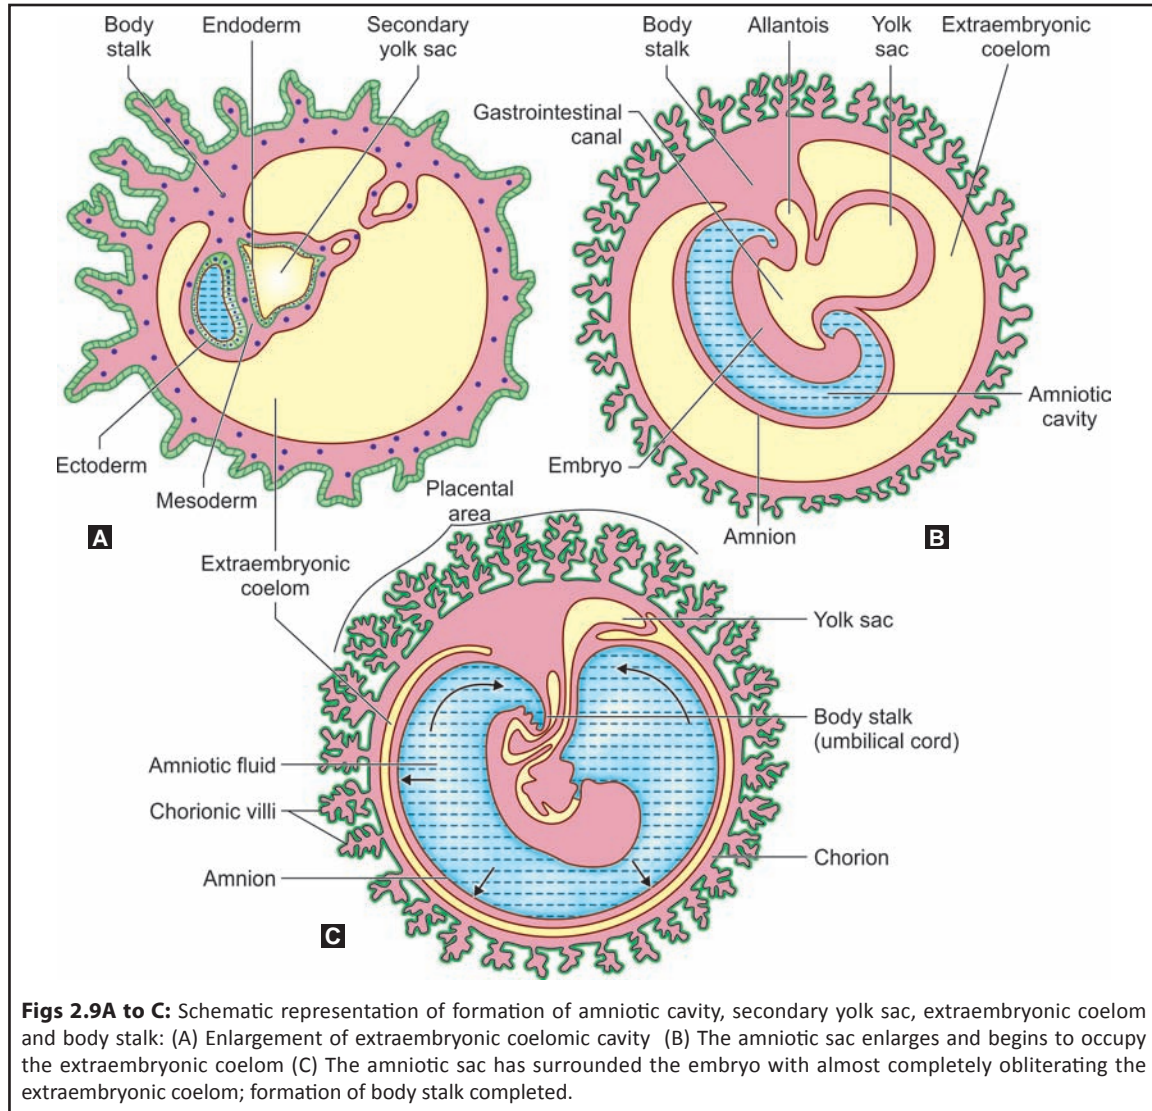 Body
stalk
Endoderm
Secondary
yolk sac
Ectoderm
Mesoderm
A
Body
stalk
Allantois
Yolk
sac
Extraembryonic
coelom
Gastrointestinal
canal
Amniotic
cavity
Embryo
Amnion
B
Placental
area
Extraembryonic
coelom
Yolk sac
Body stalk
(umbilical cord)
Amniotic fluid
Chorionic villi
Chorion
Amnion
C
Figs 2.9A to C: Schematic representation of formation of amniotic cavity, secondary yolk sac, extraembryonic coelom
and body stalk: (A) Enlargement of extraembryonic coelomic cavity (B) The amniotic sac enlarges and begins to occupy
the extraembryonic coelom (C) The amniotic sac has surrounded the embryo with almost completely obliterating the
extraembryonic coelom; formation of body stalk completed.